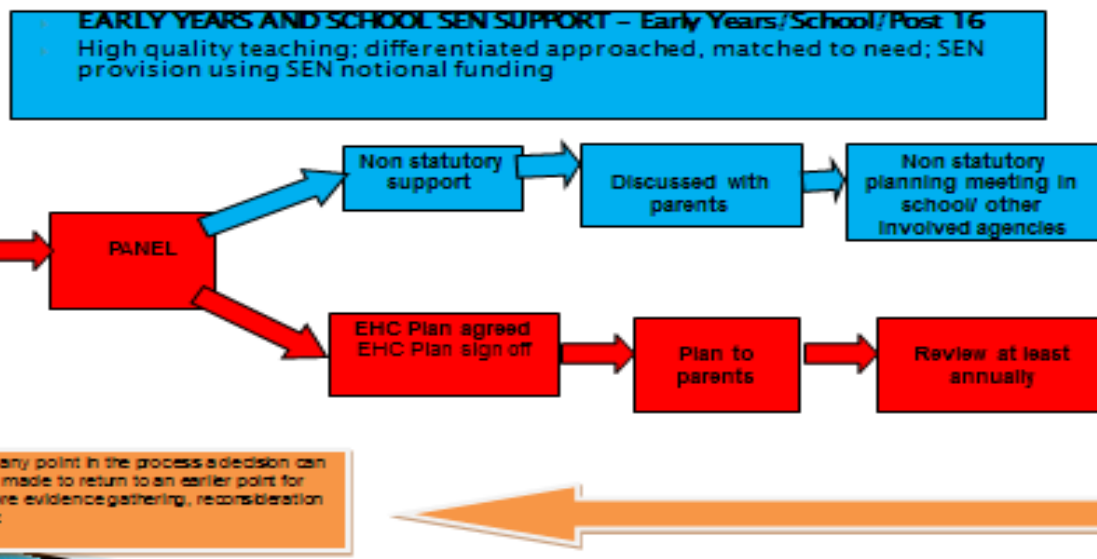 EARLY YEARS AND SCHOOL SEN SUPPORT – Early Years/School/Post 16
High quality teaching; differentiated approached, matched to need; SEN
provision using SEN notional funding
Non statutory
support
Discussed with
parents
Non statutory
planning meeting in
school/ other
involved agencies
PANEL
EHC Plan agreed
EHC Plan sign off
Plan to
parents
Review at least
annually
any point in the process a decision can
made to return to an earlier point for
re evidence gathering, reconsideration